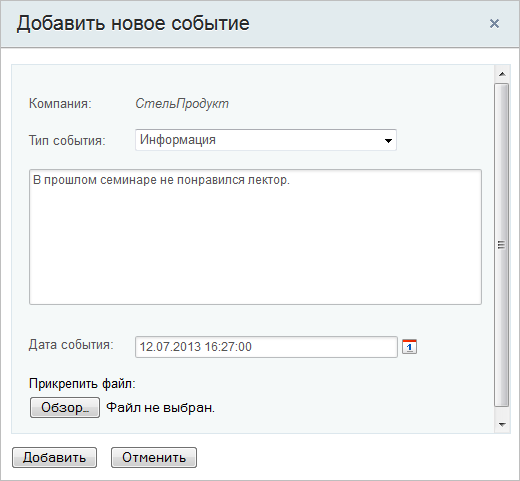 Добавить новое событие
Компания: СтельПродукт
Тип события: Информация
В прошлом семинаре не понравился лектор.
Дата события: 12.07.2013 16:27:00
1
Прикрепить файл:
Обзор... Файл не выбран.
Добавить Отменить